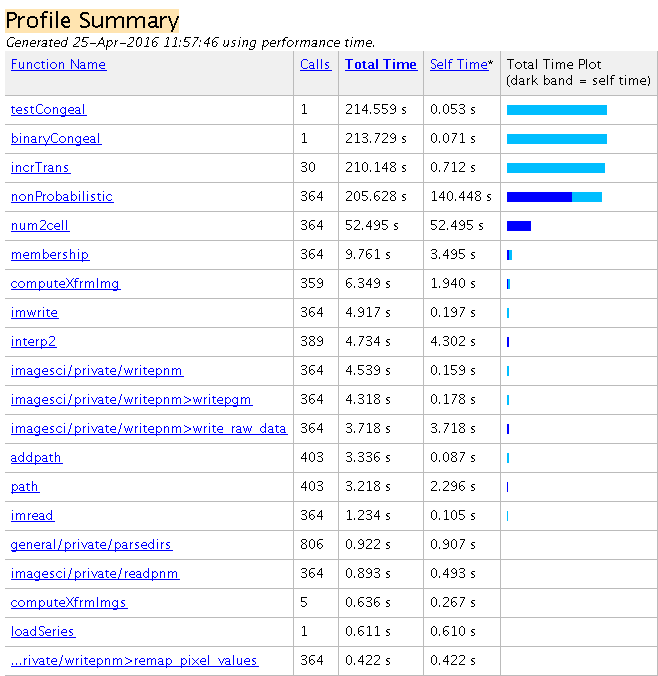 Profile Summary
Generated 25-Apr-2016 11:57:46 using performance time.
Function Name Calls Total Time Self Time* Total Time Plot
(dark band = self time)
testCongeal 1 214.559 s 0.053 s
binaryCongeal 1 213.729 s 0.071 s
incrTrans 30 210.148 s 0.712 s
nonProbabilistic 364 205.628 s 140.448 s
num2cell 364 52.495 s 52.495 s
membership 364 9.761 s 3.495 s
computeXfrmImg 359 6.349 s 1.940 s
imwrite 364 4.917 s 0.197 s
interp2 389 4.734 s 4.302 s
imagesci/private/writepnm 364 4.539 s 0.159 s
imagesci/private/writepnm>writepgm 364 4.318 s 0.178 s
imagesci/private/writepnm>write_raw_data 364 3.718 s 3.718 s
addpath 403 3.336 s 0.087 s
path 403 3.218 s 2.296 s
imread 364 1.234 s 0.105 s
general/private/parsedirs 806 0.922 s 0.907 s
imagesci/private/readpnm 364 0.893 s 0.493 s
computeXfrmImgs 5 0.636 s 0.267 s
loadSeries 1 0.611 s 0.610 s
...rivate/writepnm>remap_pixel_values 364 0.422 s 0.422 s